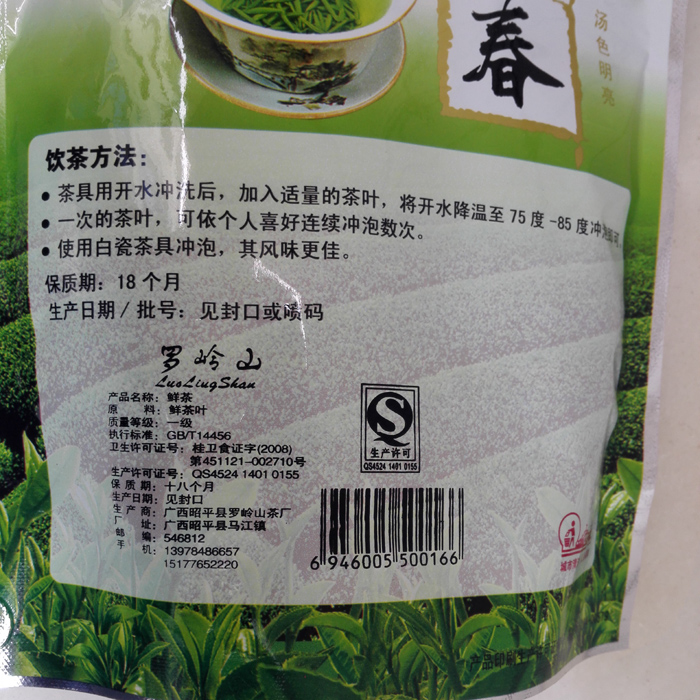 春
汤色明亮
饮茶方法：
• 茶具用开水冲洗后，加入适量的茶叶，将开水降温至 75 度 -85 度冲泡即可
• 一次的茶叶，可依个人喜好连续冲泡数次。
• 使用白瓷茶具冲泡，其风味更佳。
保质期：18 个月
生产日期 / 批号：见封口或喷码
罗岭山
LuoLingShan
产品名称：鲜茶
原 料：鲜茶叶
质量等级：一级
执行标准：GB/T14456
卫生许可证号：桂卫食证字(2008)
第451121-002710号
生产许可证号：QS4524 1401 0155
保 质 期：十八个月
生产日期：见封口
生 产 商：广西昭平县罗岭山茶厂
厂 址：广西昭平县马江镇
邮 编：546812
手 机：13978486657
15177652220
QS
生产许可
QS4524 1401 0155
6 946005 500166
产品印刷生产